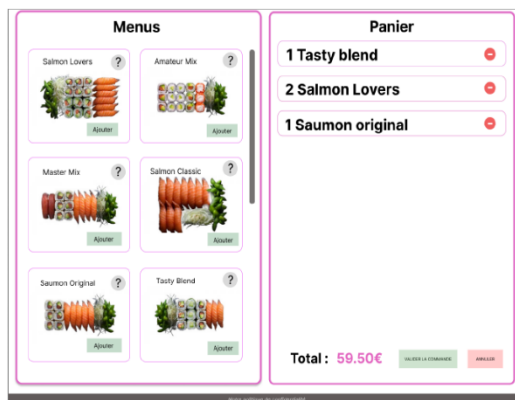 Menus
Salmon Lovers
?
Amateur Mix
?
Ajouter
Ajouter
Master Mix
?
Salmon Classic
?
Ajouter
Ajouter
Saumon Original
?
Tasty Blend
?
Ajouter
Ajouter
Panier
1 Tasty blend
2 Salmon Lovers
1 Saumon original
Total : 59.50€
VALIDER LA COMMANDE
ANNULER